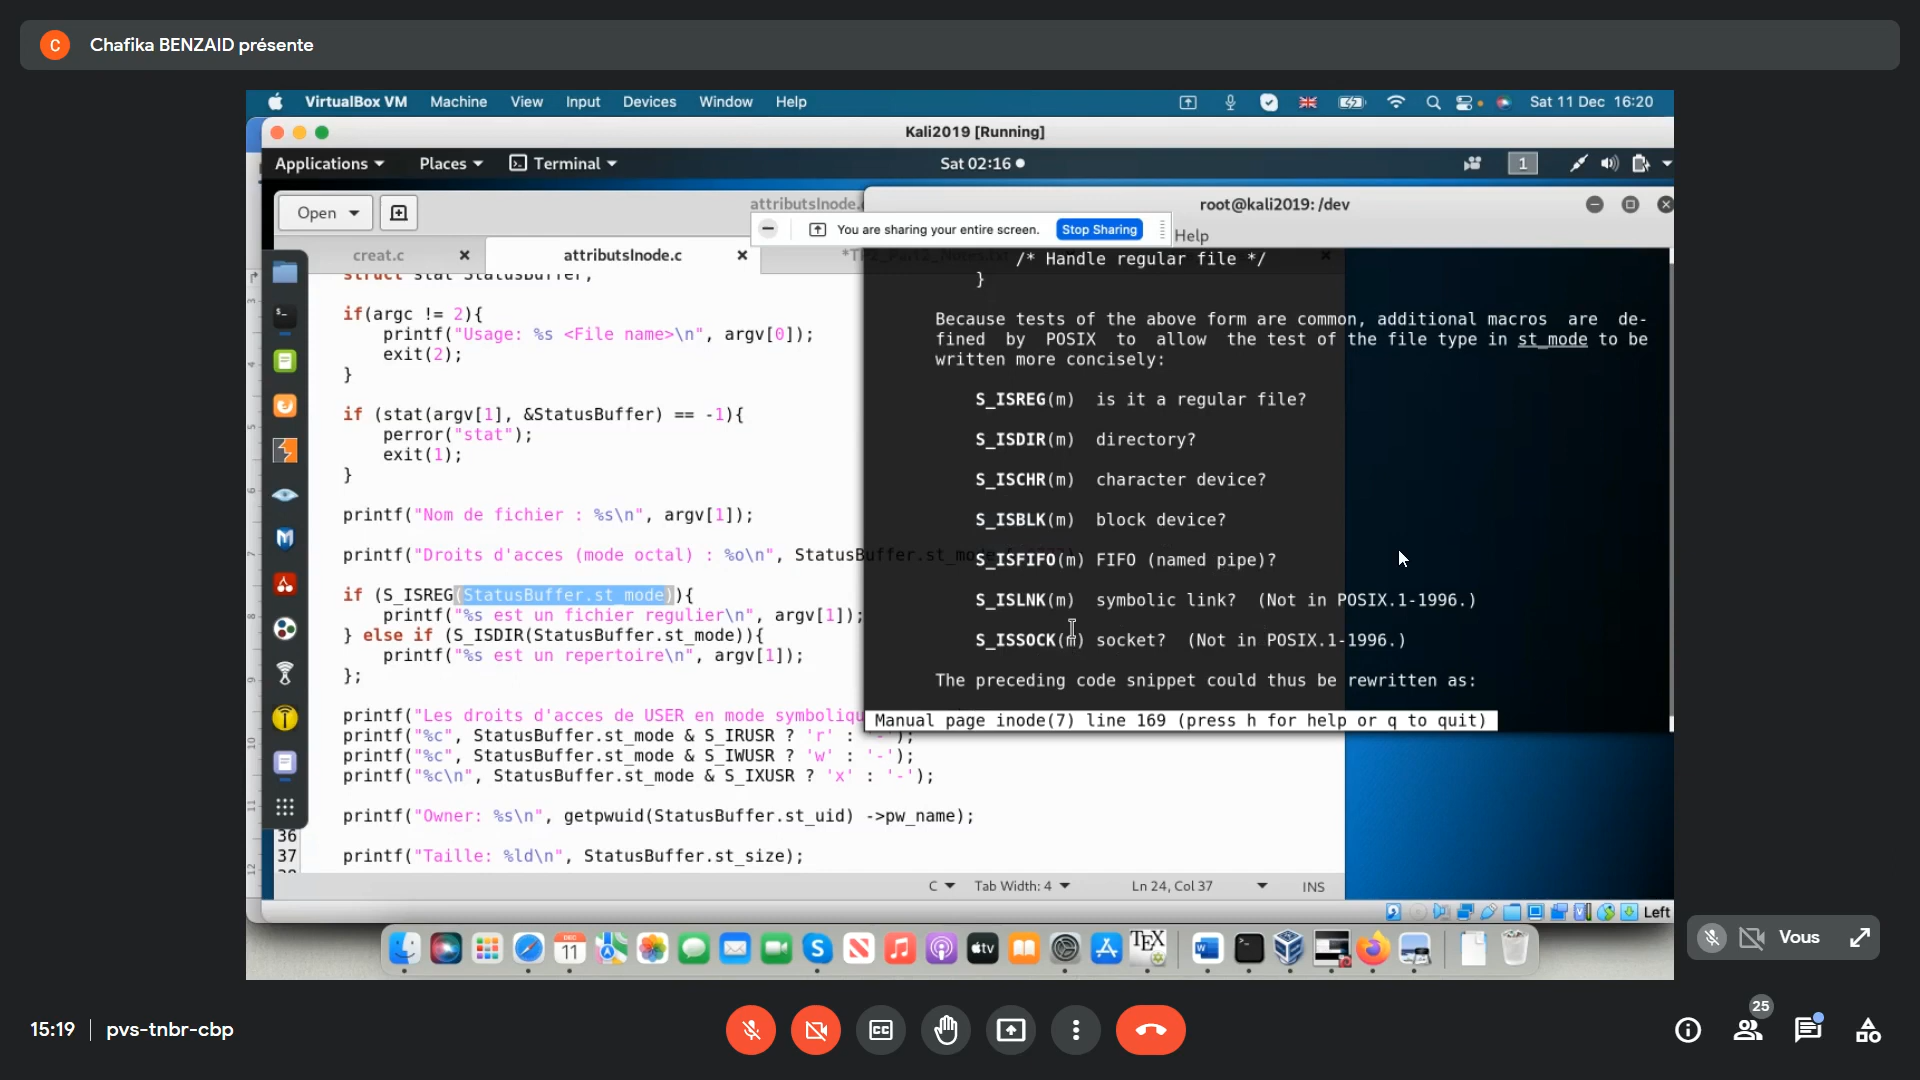 C Chafika BENZAID présente
VirtualBox VM Machine View Input Devices Window Help Sat 11 Dec 16:20
Kali2019 [Running]
Applications Places Terminal Sat 02:16 1
Open attributsInode.c root@kali2019: /dev
You are sharing your entire screen. Stop Sharing Help
creat.c attributsInode.c
struct stat StatusBuffer;
if(argc != 2){
printf("Usage: %s <File name>\n", argv[0]);
exit(2);
}
if (stat(argv[1], &StatusBuffer) == -1){
perror("stat");
exit(1);
}
printf("Nom de fichier : %s\n", argv[1]);
printf("Droits d'acces (mode octal) : %o\n", StatusBuffer.st_mo
if (S_ISREG(StatusBuffer.st_mode)){
printf("%s est un fichier regulier\n", argv[1]);
} else if (S_ISDIR(StatusBuffer.st_mode)){
printf("%s est un repertoire\n", argv[1]);
};
printf("Les droits d'acces de USER en mode symboliqu
printf("%c", StatusBuffer.st_mode & S_IRUSR ? 'r' : '-');
printf("%c", StatusBuffer.st_mode & S_IWUSR ? 'w' : '-');
printf("%c\n", StatusBuffer.st_mode & S_IXUSR ? 'x' : '-');
printf("Owner: %s\n", getpwuid(StatusBuffer.st_uid) ->pw_name);
36
37 printf("Taille: %ld\n", StatusBuffer.st_size);
/* Handle regular file */
}
Because tests of the above form are common, additional macros are de-
fined by POSIX to allow the test of the file type in st_mode to be
written more concisely:
S_ISREG(m) is it a regular file?
S_ISDIR(m) directory?
S_ISCHR(m) character device?
S_ISBLK(m) block device?
S_ISFIFO(m) FIFO (named pipe)?
S_ISLNK(m) symbolic link? (Not in POSIX.1-1996.)
S_ISSOCK(m) socket? (Not in POSIX.1-1996.)
The preceding code snippet could thus be rewritten as:
Manual page inode(7) line 169 (press h for help or q to quit)
C Tab Width: 4 Ln 24, Col 37 INS
Left
DEC
11
tv
TEX
W
Vous
15:19 pvs-tnbr-cbp
CC
25